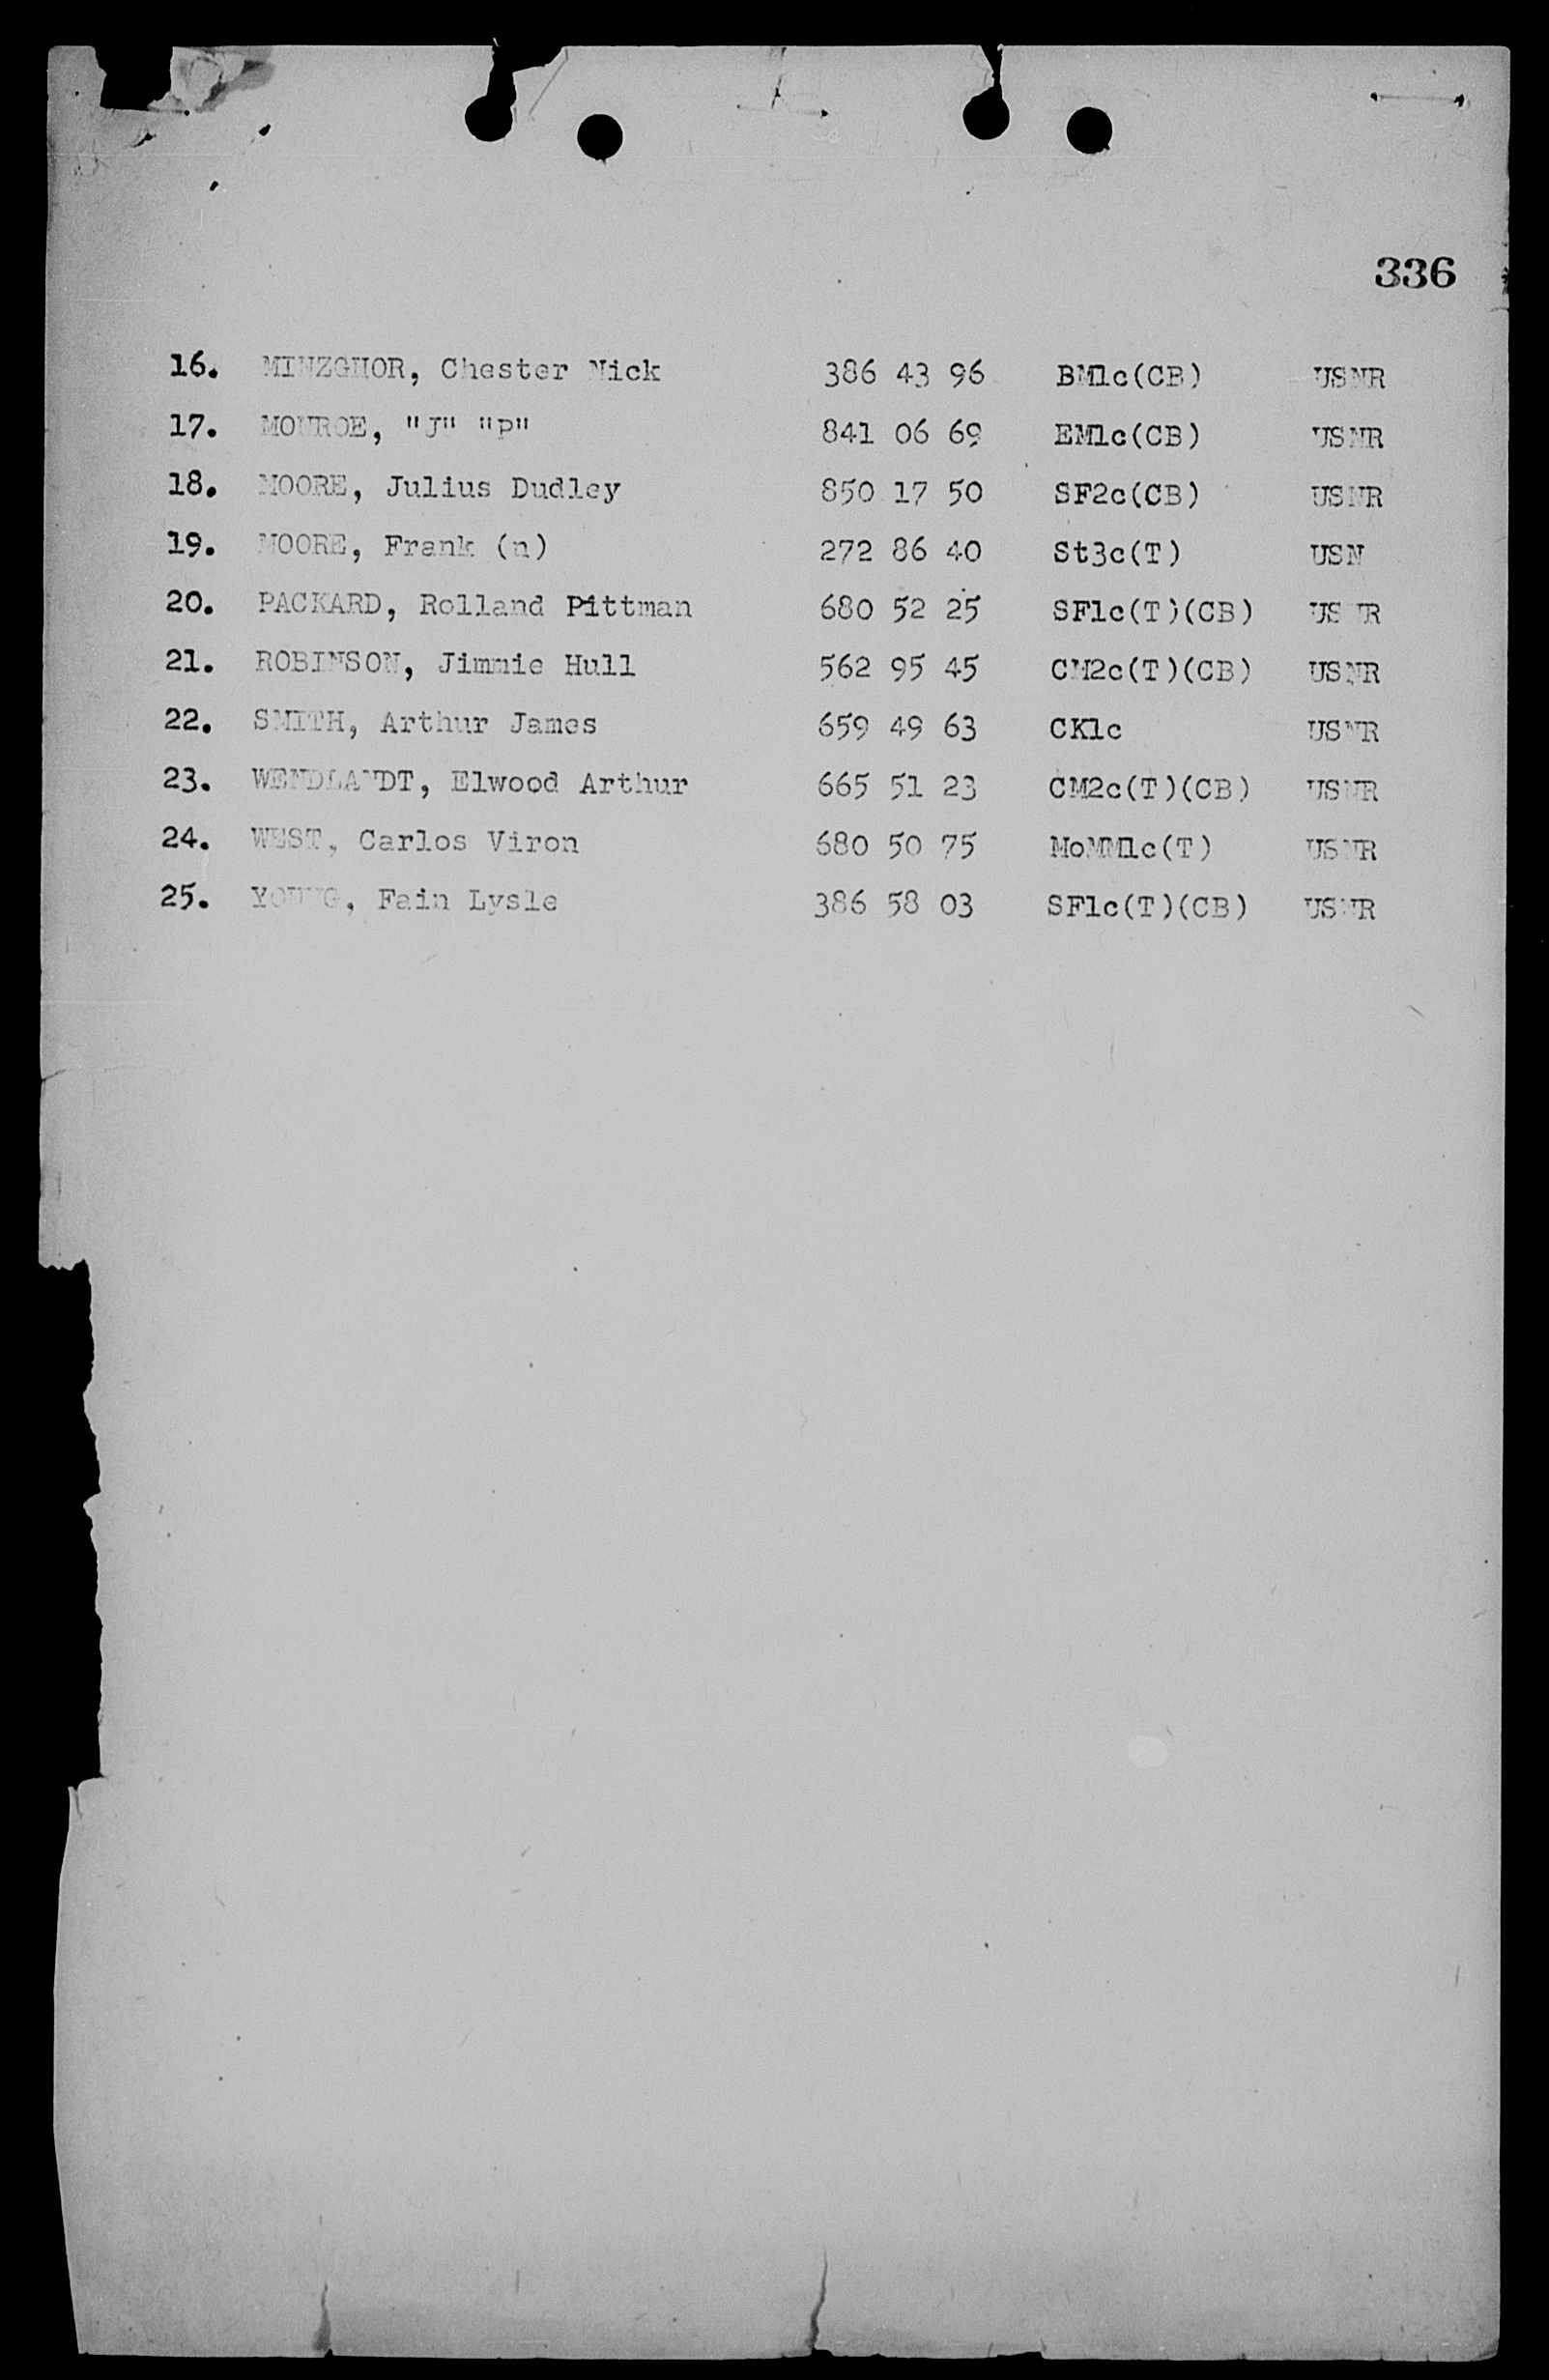 336
16. MINZGHOR, Chester Nick 386 43 96 BM1c(CB) USNR
17. MONROE, "J" "P" 841 06 69 EM1c(CB) USNR
18. MOORE, Julius Dudley 850 17 50 SF2c(CB) USNR
19. MOORE, Frank (n) 272 86 40 St3c(T) USN
20. PACKARD, Rolland Pittman 680 52 25 SF1c(T)(CB) USNR
21. ROBINSON, Jimmie Hull 562 95 45 CM2c(T)(CB) USNR
22. SMITH, Arthur James 659 49 63 CK1c USNR
23. WENDLANDT, Elwood Arthur 665 51 23 CM2c(T)(CB) USNR
24. WEST, Carlos Viron 680 50 75 MoMM1c(T) USNR
25. YOUNG, Fain Lysle 386 58 03 SF1c(T)(CB) USNR